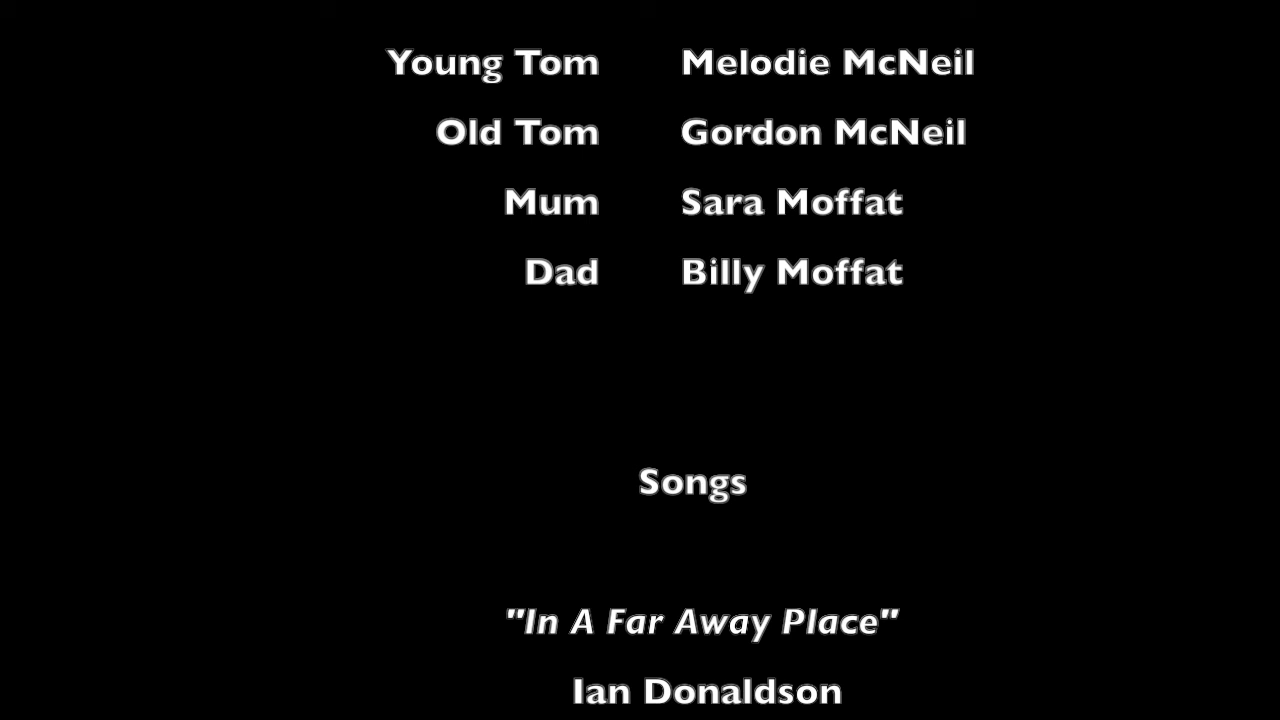 Young Tom Melodie McNeil
Old Tom Gordon McNeil
Mum Sara Moffat
Dad Billy Moffat
Songs
"In A Far Away Place"
Ian Donaldson